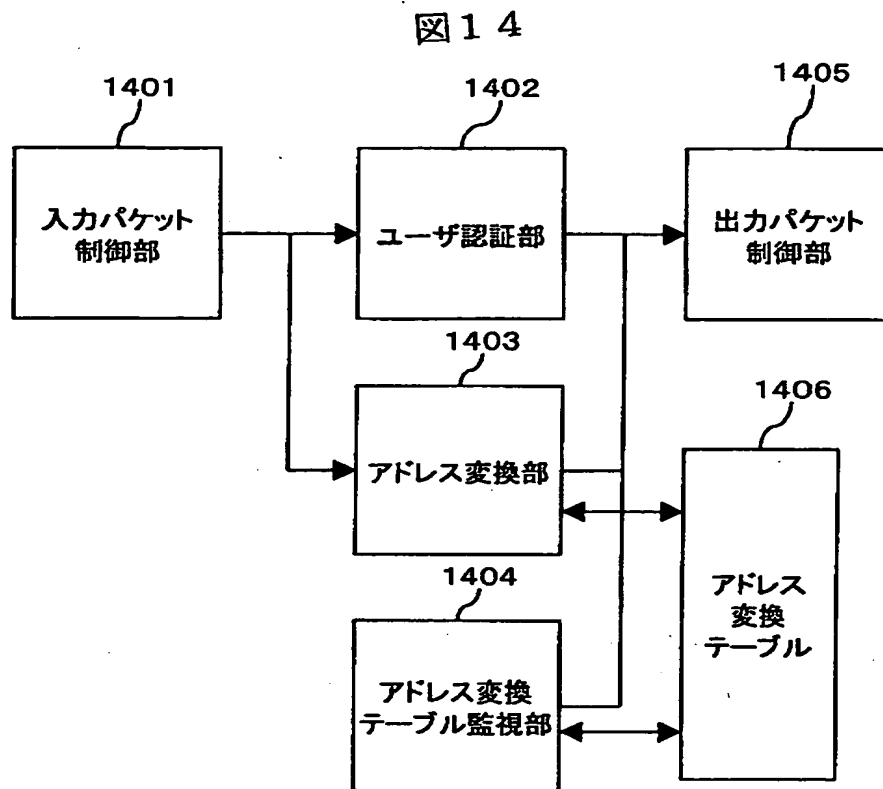 図14
1401
入力パケット
制御部
1402
ユーザ認証部
1405
出力パケット
制御部
1403
アドレス変換部
1406
アドレス
変換
テーブル
1404
アドレス変換
テーブル監視部